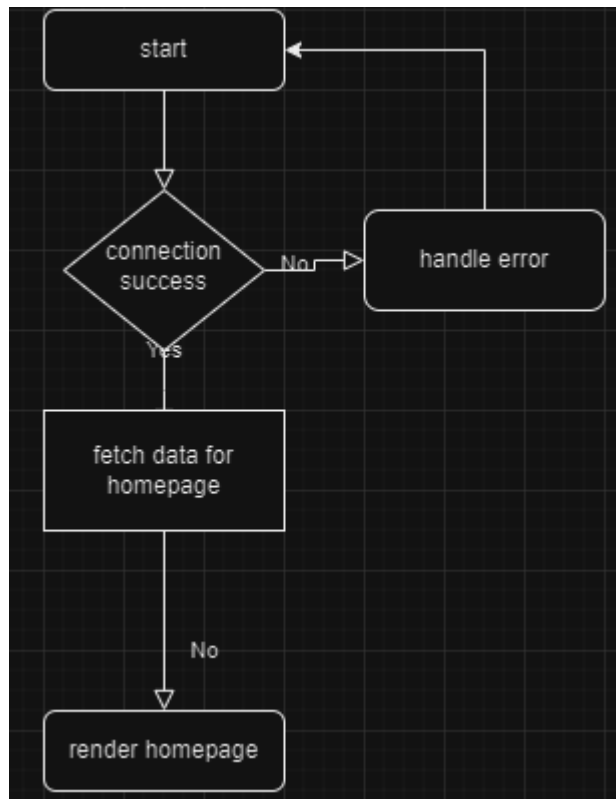 start
connection
success
No
handle error
Yes
fetch data for
homepage
No
render homepage